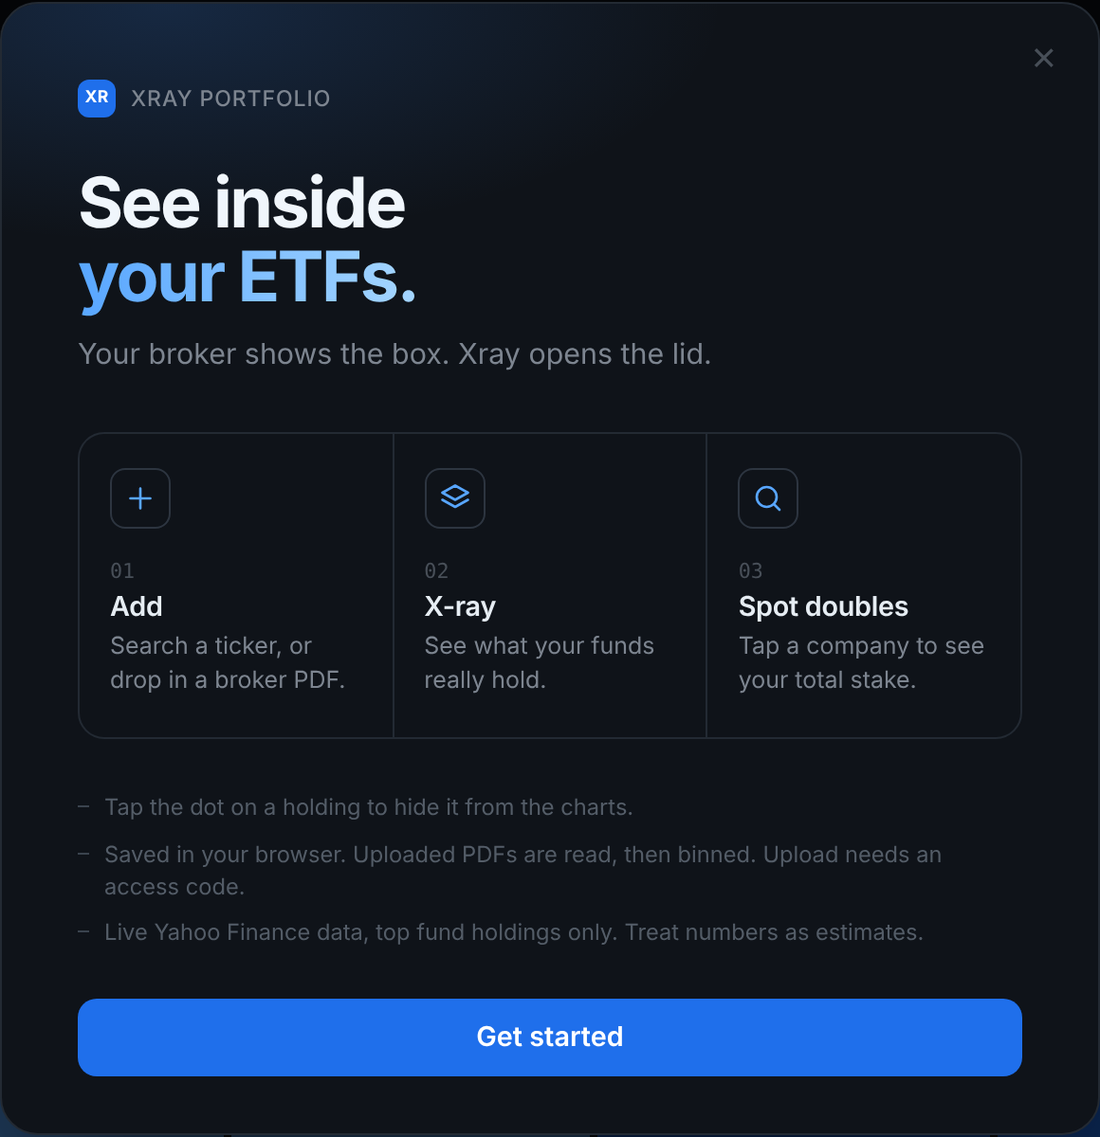 XR XRAY PORTFOLIO
See inside
your ETFs.
Your broker shows the box. Xray opens the lid.
01
Add
Search a ticker, or
drop in a broker PDF.
02
X-ray
See what your funds
really hold.
03
Spot doubles
Tap a company to see
your total stake.
– Tap the dot on a holding to hide it from the charts.
– Saved in your browser. Uploaded PDFs are read, then binned. Upload needs an
access code.
– Live Yahoo Finance data, top fund holdings only. Treat numbers as estimates.
Get started